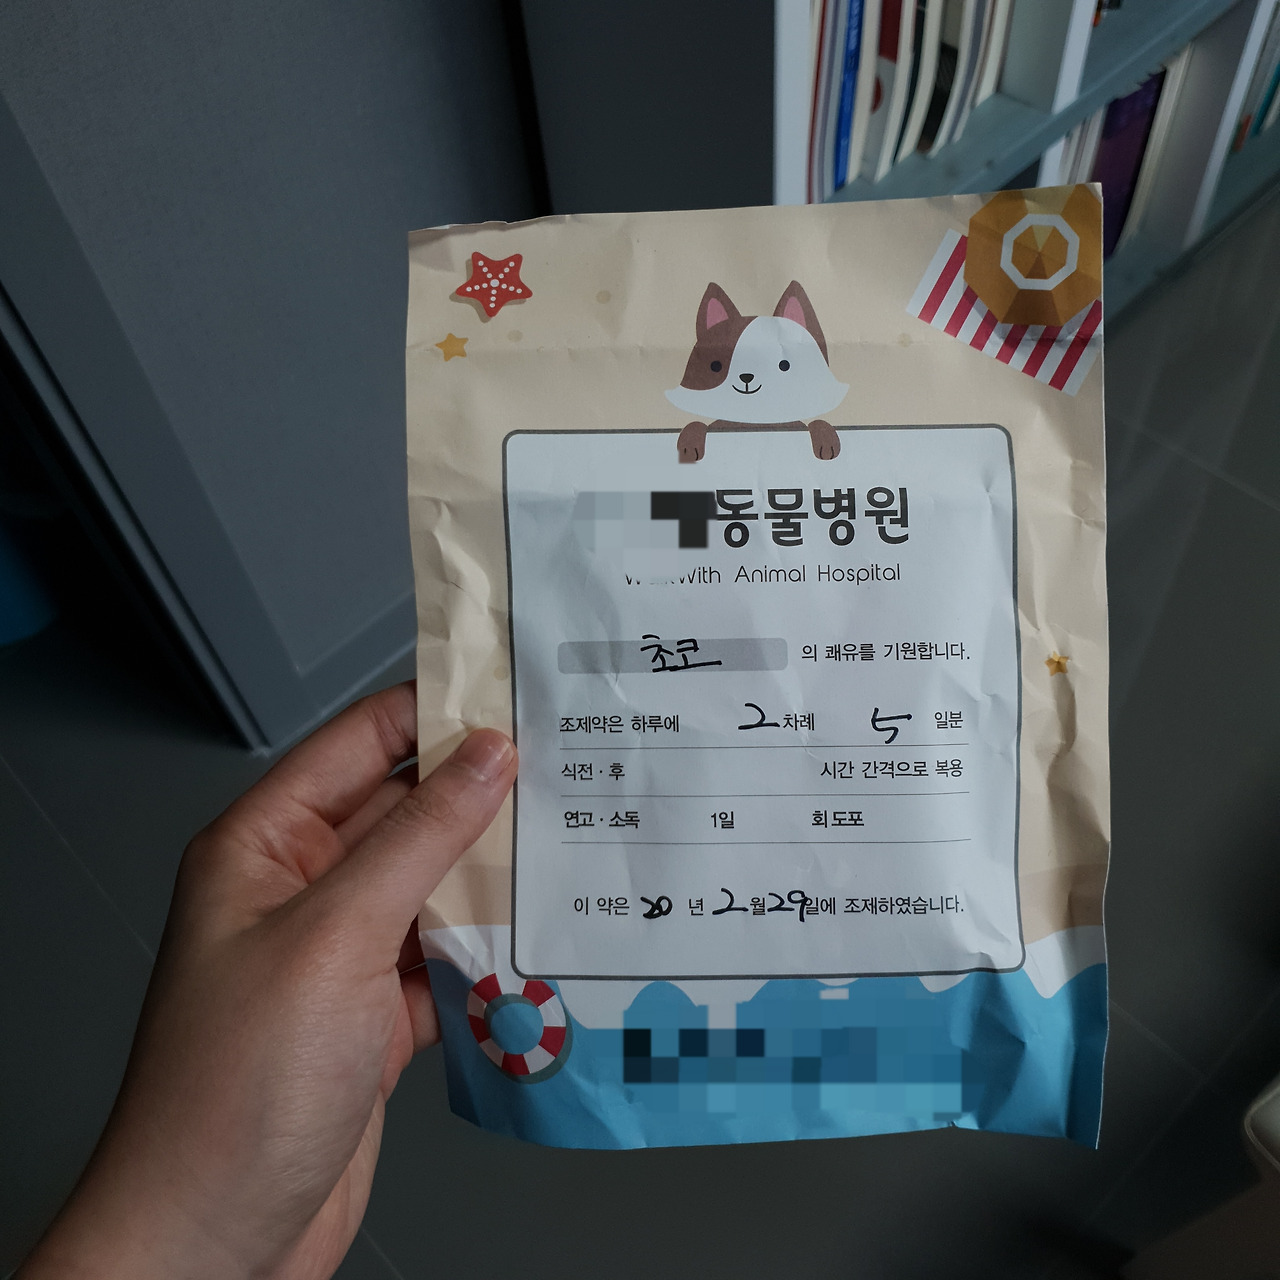 동물병원
With Animal Hospital
초코 의 쾌유를 기원합니다.
조제약은 하루에 2차례 5 일분
식전 · 후 시간 간격으로 복용
연고 · 소독 1일 회 도포
이 약은 20 년 2월29일에 조제하였습니다.